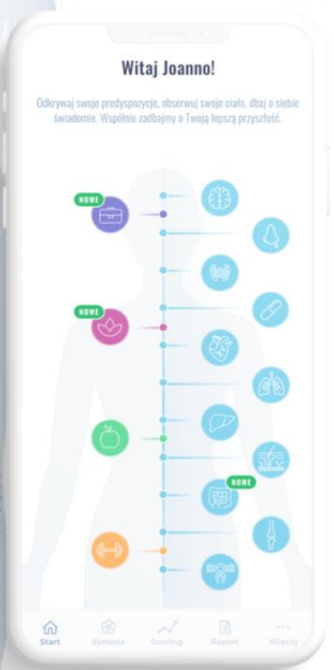 Witaj Joanno!
Odkrywaj swoje predyspozycje, obserwuj swoje ciało, dbaj o siebie
świadomie. Wspólnie zadbajmy o Twoją lepszą przyszłość.
NOWE
NOWE
NOWE
Start Synteza Scoring Raport Więcej